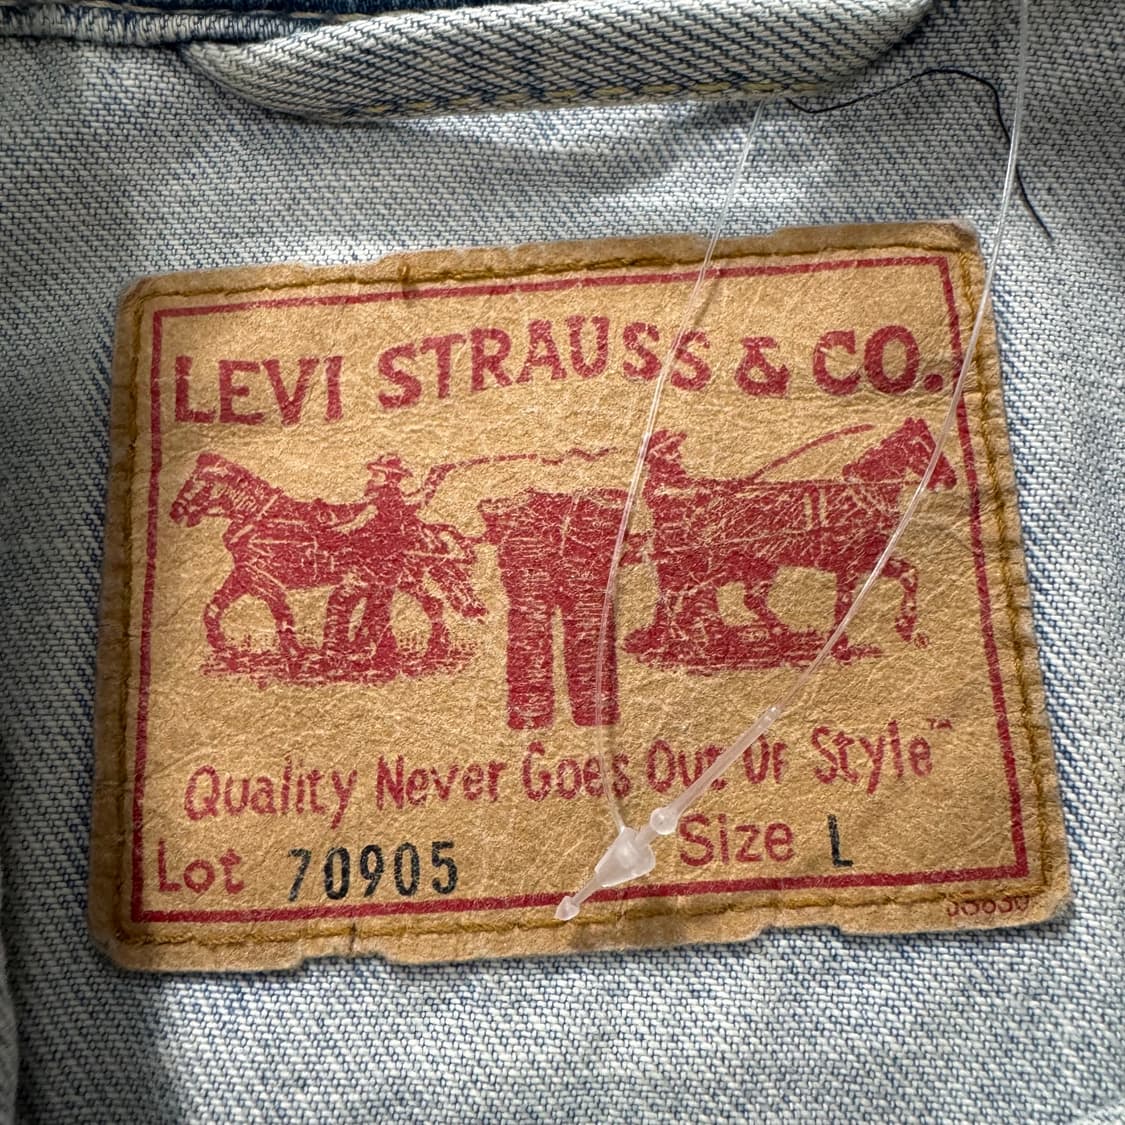 LEVI STRAUSS & CO.
Quality Never Goes Out Of Style™
Lot 70905 Size L